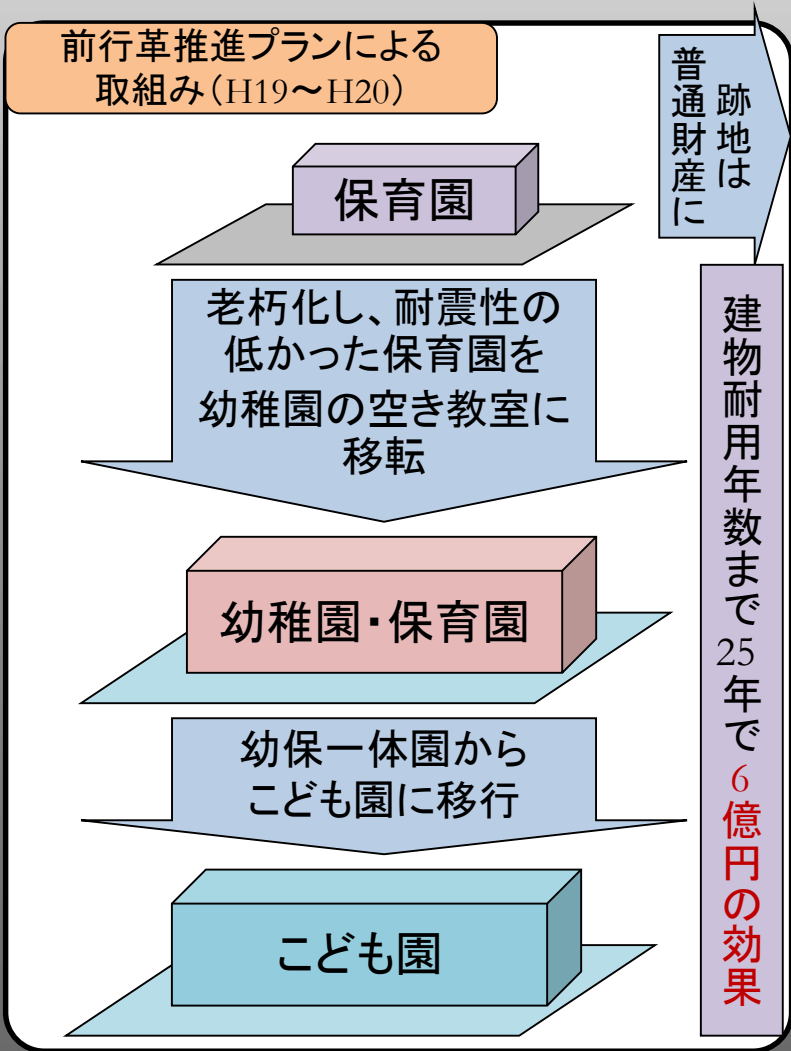 前行革推進プランによる
取組み（H19～H20）
跡地は
普通財産に
保育園
老朽化し、耐震性の
低かった保育園を
幼稚園の空き教室に
移転
幼稚園・保育園
幼保一体園から
こども園に移行
こども園
建物耐用年数まで25年で6億円の効果